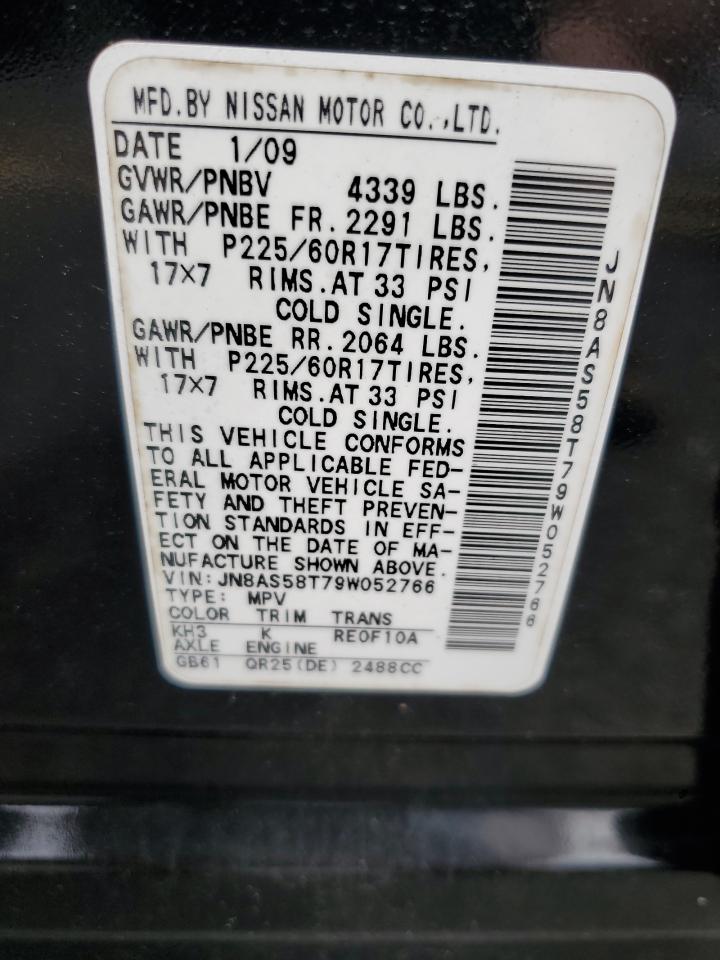 MFD.BY NISSAN MOTOR CO.,LTD.
DATE 1/09
GVWR/PNBV 4339 LBS.
GAWR/PNBE FR.2291 LBS.
WITH P225/60R17TIRES,
17×7 RIMS.AT 33 PSI
COLD SINGLE.
GAWR/PNBE RR.2064 LBS.
WITH P225/60R17TIRES,
17×7 RIMS.AT 33 PSI
COLD SINGLE.
THIS VEHICLE CONFORMS
TO ALL APPLICABLE FED-
ERAL MOTOR VEHICLE SA-
FETY AND THEFT PREVEN-
TION STANDARDS IN EFF-
ECT ON THE DATE OF MA-
NUFACTURE SHOWN ABOVE.
VIN:JN8AS58T79W052766
TYPE: MPV
COLOR TRIM TRANS
KH3 K RE0F10A
AXLE ENGINE
GB61 QR25(DE) 2488CC
JN8AS58T79W052766